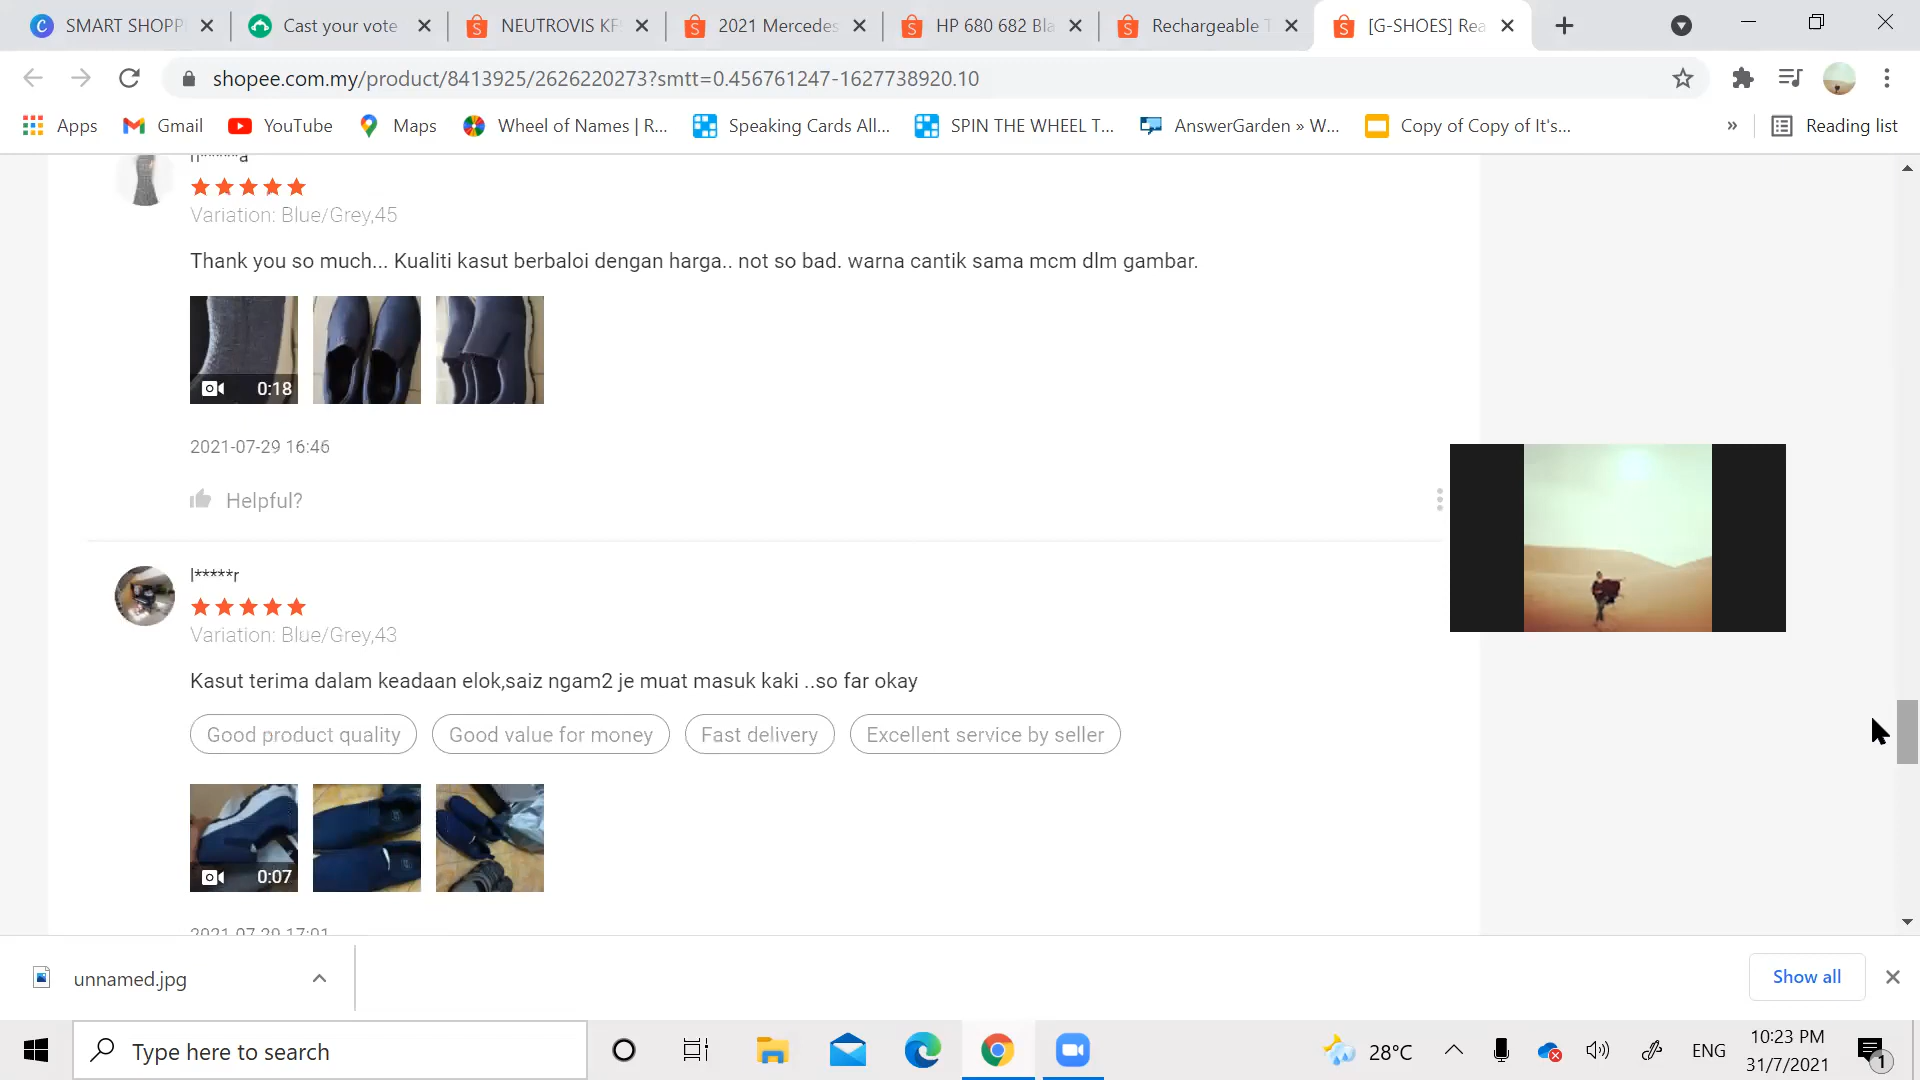 SMART SHOPP
Cast your vote
NEUTROVIS KF
2021 Mercedes
HP 680 682 Bla
Rechargeable T
[G-SHOES] Rea
shopee.com.my/product/8413925/2626220273?smtt=0.456761247-1627738920.10
Apps
Gmail
YouTube
Maps
Wheel of Names | R...
Speaking Cards All...
SPIN THE WHEEL T...
AnswerGarden » W...
Copy of Copy of It's...
»
Reading list
Variation: Blue/Grey,45
Thank you so much... Kualiti kasut berbaloi dengan harga.. not so bad. warna cantik sama mcm dlm gambar.
0:18
2021-07-29 16:46
Helpful?
l*****r
Variation: Blue/Grey,43
Kasut terima dalam keadaan elok,saiz ngam2 je muat masuk kaki ..so far okay
Good product quality
Good value for money
Fast delivery
Excellent service by seller
0:07
2021-07-29 17:01
unnamed.jpg
Show all
Type here to search
28°C
ENG
10:23 PM
31/7/2021
1